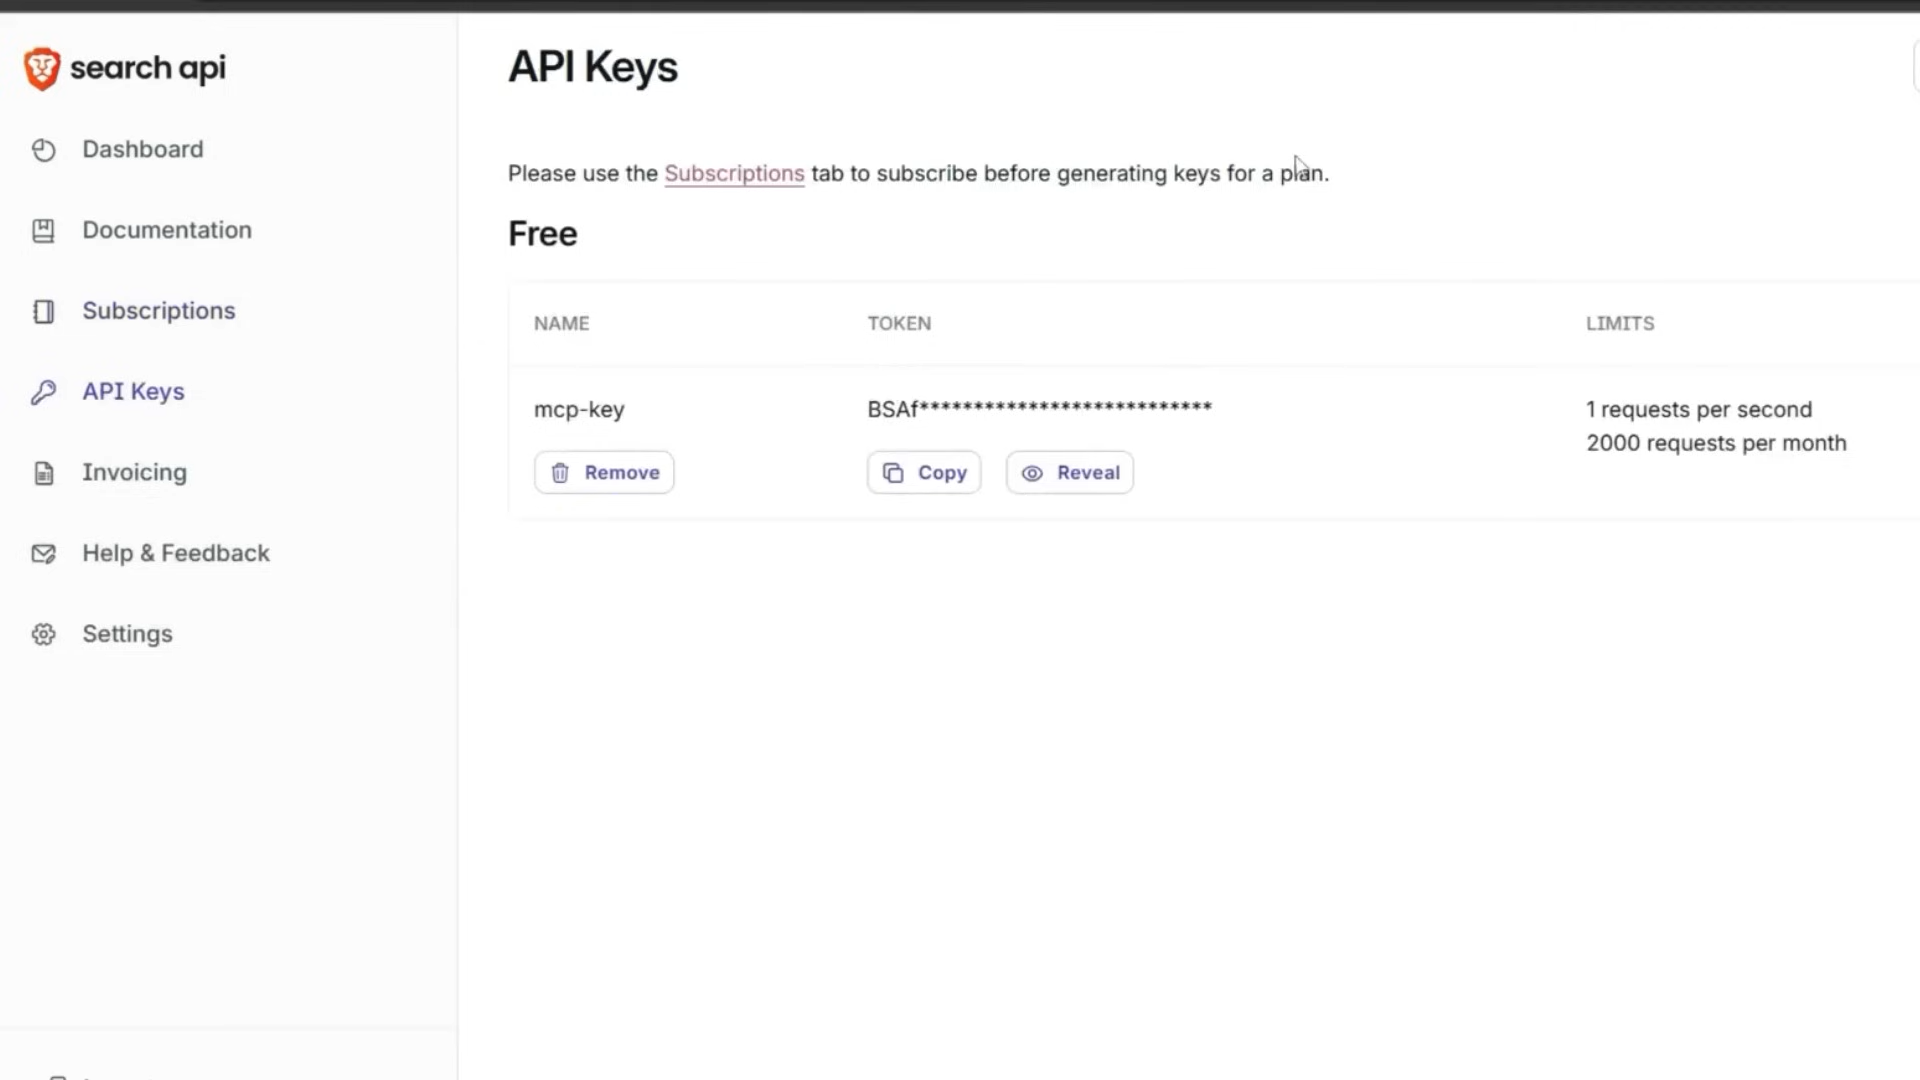 search api
Dashboard
Documentation
Subscriptions
API Keys
Invoicing
Help & Feedback
Settings
API Keys
Please use the Subscriptions tab to subscribe before generating keys for a plan.
Free
NAME TOKEN LIMITS
mcp-key BSAf*************************** 1 requests per second
2000 requests per month
Remove Copy Reveal